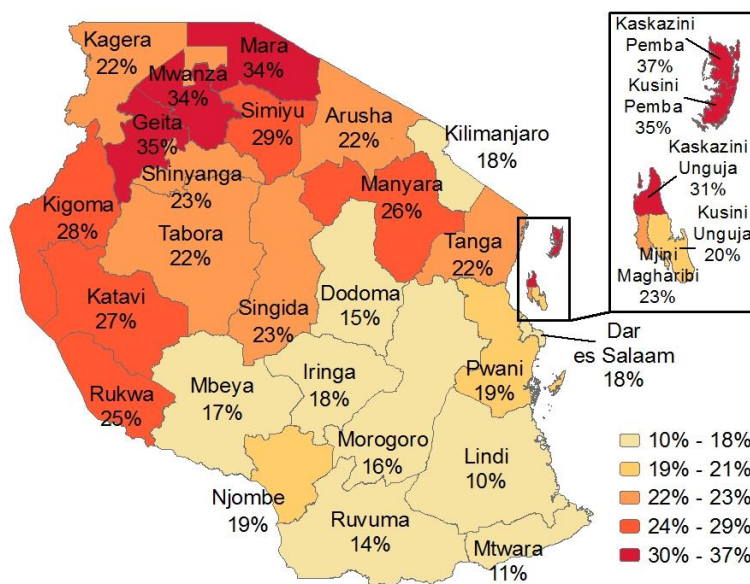 Kagera
22%
Mara
34%
Mwanza
34%
Geita
35%
Simiyu
29%
Arusha
22%
Kilimanjaro
18%
Shinyanga
23%
Kigoma
28%
Tabora
22%
Manyara
26%
Tanga
22%
Katavi
27%
Singida
23%
Dodoma
15%
Rukwa
25%
Mbeya
17%
Iringa
18%
Morogoro
16%
Pwani
19%
Dar
es Salaam
18%
Njombe
19%
Lindi
10%
Ruvuma
14%
Mtwara
11%
Kaskazini
Pemba
37%
Kusini
Pemba
35%
Kaskazini
Unguja
31%
Kusini
Unguja
20%
Mjini
Magharibi
23%
10% - 18%
19% - 21%
22% - 23%
24% - 29%
30% - 37%